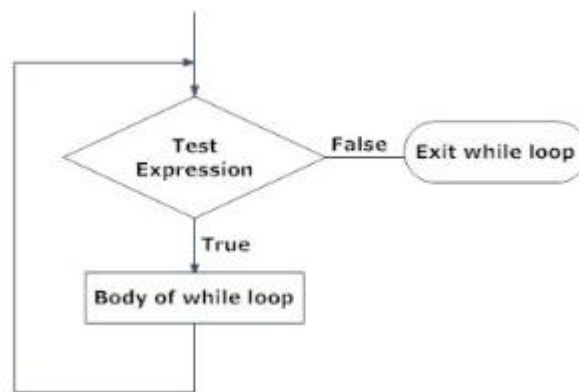 Test
Expression
False
Exit while loop
True
Body of while loop